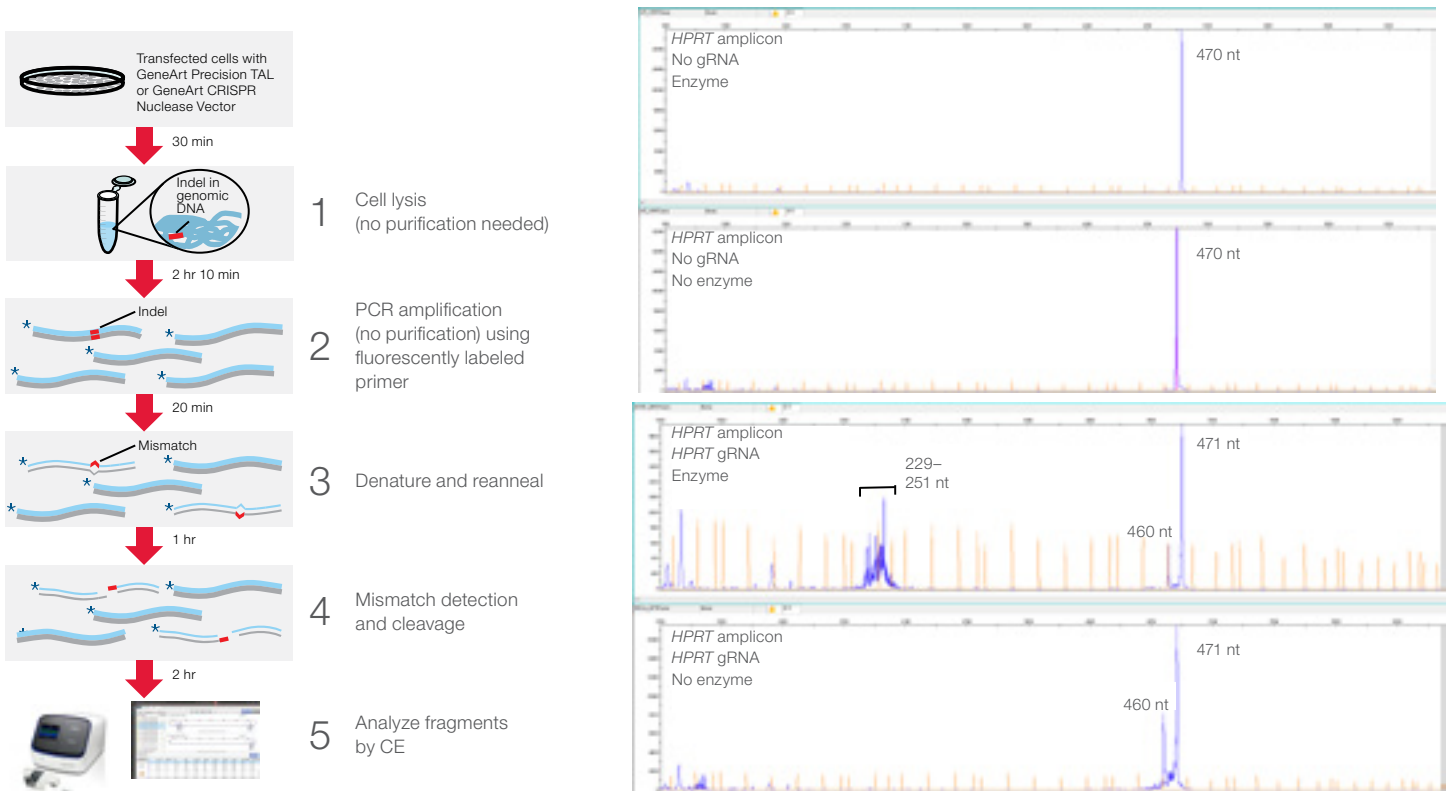 Transfected cells with
GeneArt Precision TAL
or GeneArt CRISPR
Nuclease Vector
30 min
Indel in
genomic
DNA
1
Cell lysis
(no purification needed)
2 hr 10 min
Indel
2
PCR amplification
(no purification) using
fluorescently labeled
primer
20 min
Mismatch
3
Denature and reanneal
1 hr
4
Mismatch detection
and cleavage
2 hr
5
Analyze fragments
by CE
HPRT amplicon
No gRNA
Enzyme
470 nt
HPRT amplicon
No gRNA
No enzyme
470 nt
HPRT amplicon
HPRT gRNA
Enzyme
229–
251 nt
460 nt
471 nt
HPRT amplicon
HPRT gRNA
No enzyme
460 nt
471 nt